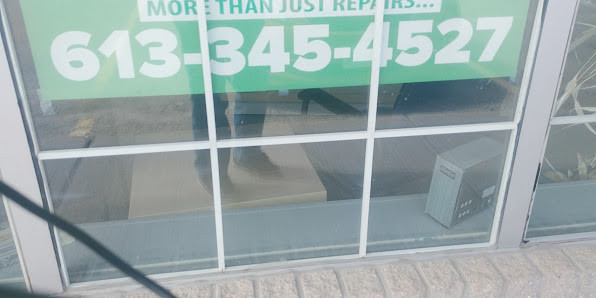 MORE THAN JUST REPAIRS...
613-345-4527